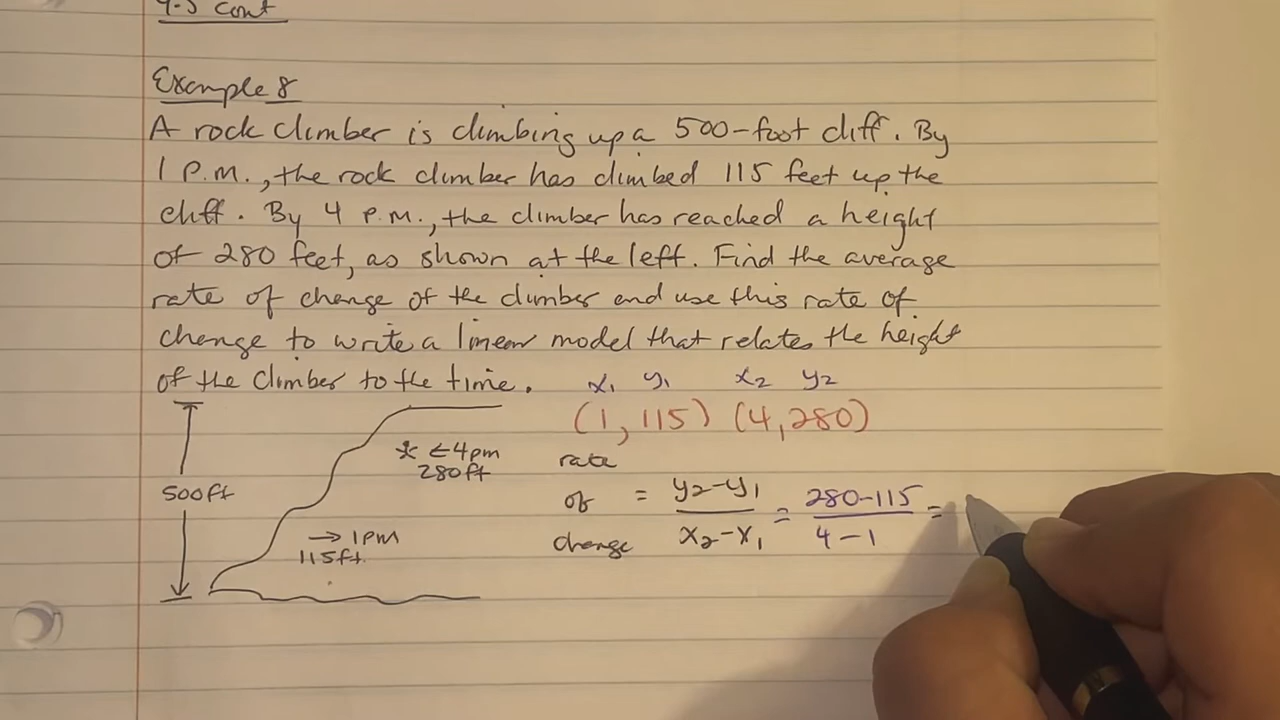 4-5 cont
Example 8
A rock climber is climbing up a 500-foot cliff. By
1 P.M., the rock climber has climbed 115 feet up the
cliff. By 4 P.M., the climber has reached a height
of 280 feet, as shown at the left. Find the average
rate of change of the climber and use this rate of
change to write a linear model that relates the height
of the climber to the time.
x₁ y₁ x₂ y₂
(1, 115) (4, 280)
← 4pm
280ft
500ft
→ 1pm
115ft.
rate
of
change
= y₂-y₁ / x₂-x₁ = 280-115 / 4-1 =